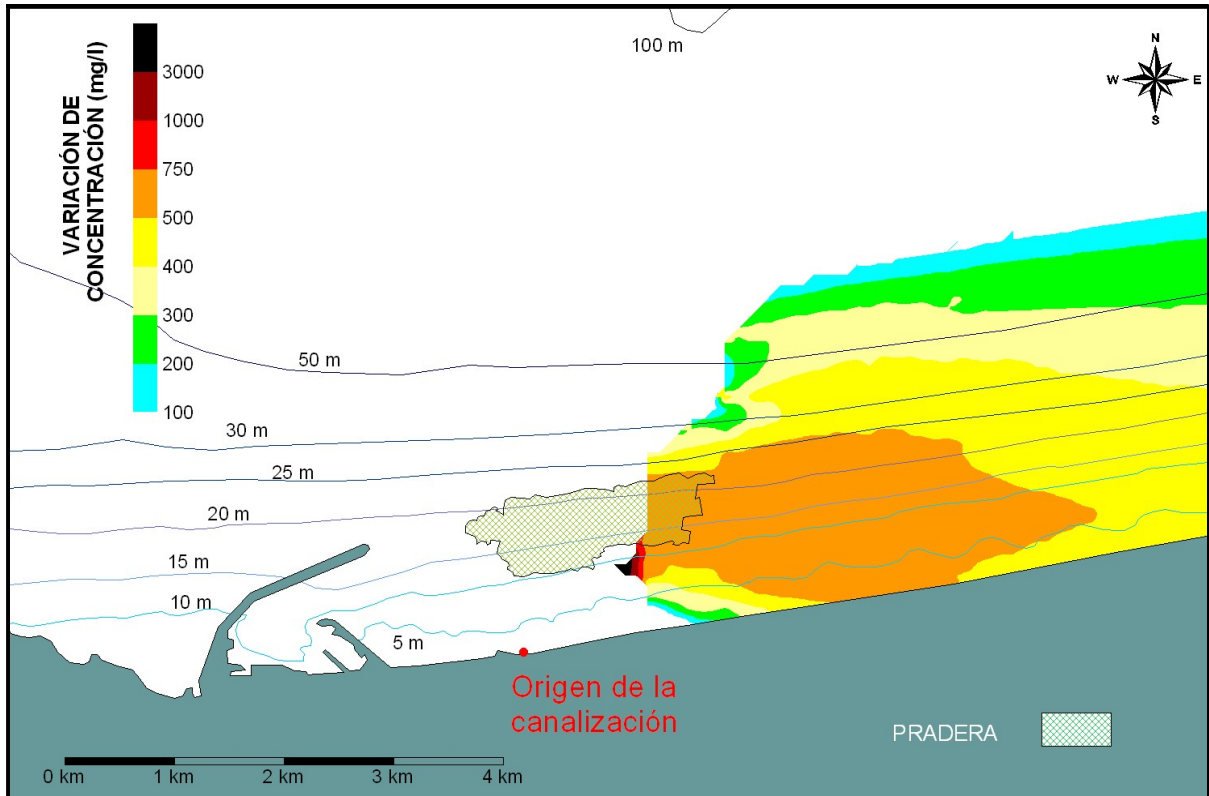 100 m
N
W E
S
VARIACIÓN DE
CONCENTRACIÓN (mg/l)
3000
1000
750
500
400
300
200
100
50 m
30 m
25 m
20 m
15 m
10 m
5 m
Origen de la
canalización
PRADERA
0 km 1 km 2 km 3 km 4 km